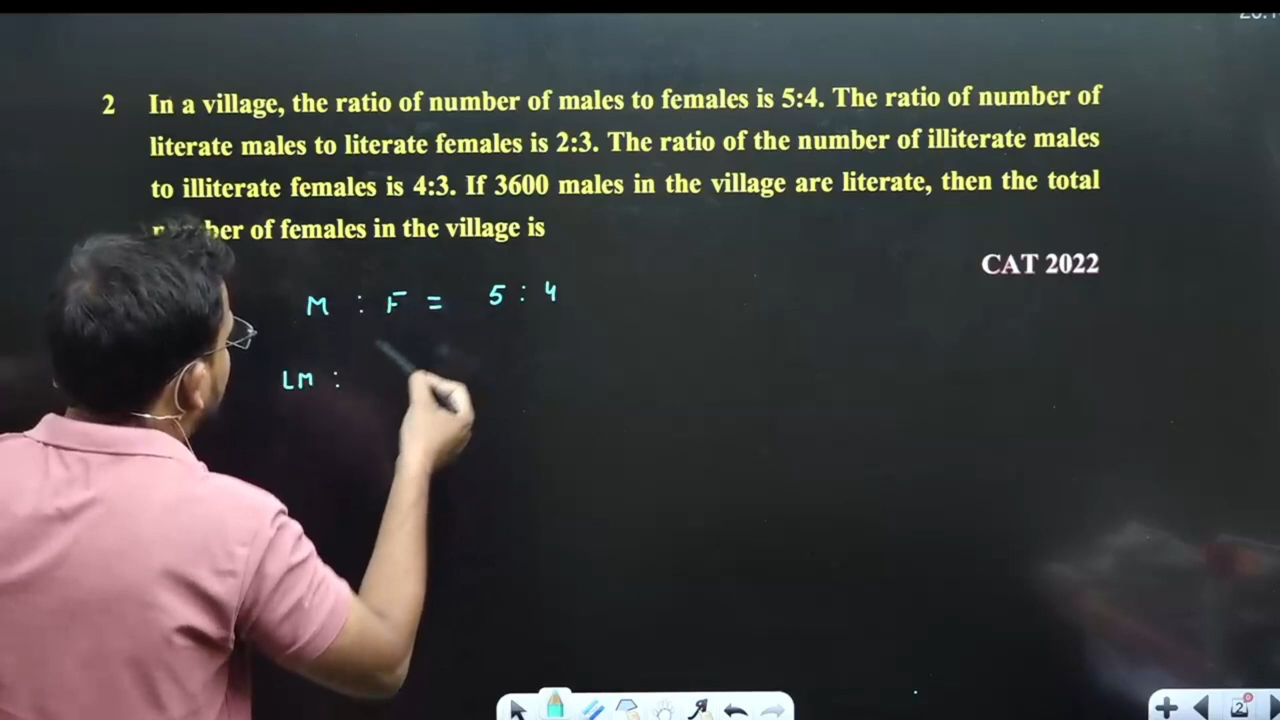 2 In a village, the ratio of number of males to females is 5:4. The ratio of number of
literate males to literate females is 2:3. The ratio of the number of illiterate males
to illiterate females is 4:3. If 3600 males in the village are literate, then the total
of females in the village is
CAT 2022
M : F = 5 : 4
LM :
2